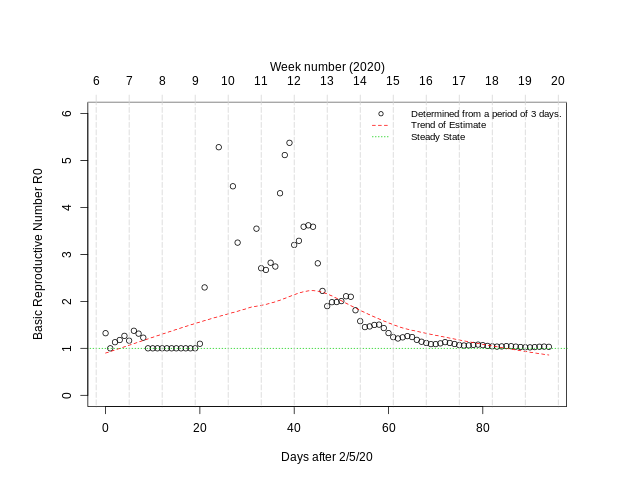 Week number (2020)
6 7 8 9 10 11 12 13 14 15 16 17 18 19 20
Determined from a period of 3 days.
Trend of Estimate
Steady State
Basic Reproductive Number R0
6
5
4
3
2
1
0
0 20 40 60 80
Days after 2/5/20